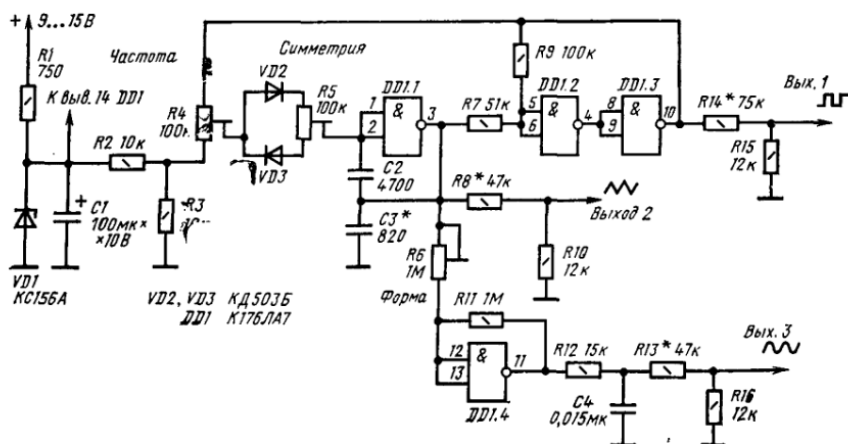 + 9...15В
R1
750
К выв. 14 DD1
Частота
Симметрия
R2 10к
R3
R4
100к
VD2
VD3
R5
100к
DD1.1
1
&
2
3
C2
4700
C3*
820
R7 51к
R9 100к
DD1.2
5
&
6
4
DD1.3
8
&
9
10
R14* 75к
Вых. 1
R15
12к
R8* 47к
Выход 2
R10
12к
R6
1М
Форма
R11 1М
12
&
13
11
DD1.4
R12 15к
R13* 47к
C4
0,015мк
Вых. 3
R16
12к
C1
100мк×
×10В
VD1
КС156А
VD2, VD3 КД503Б
DD1 К176ЛА7